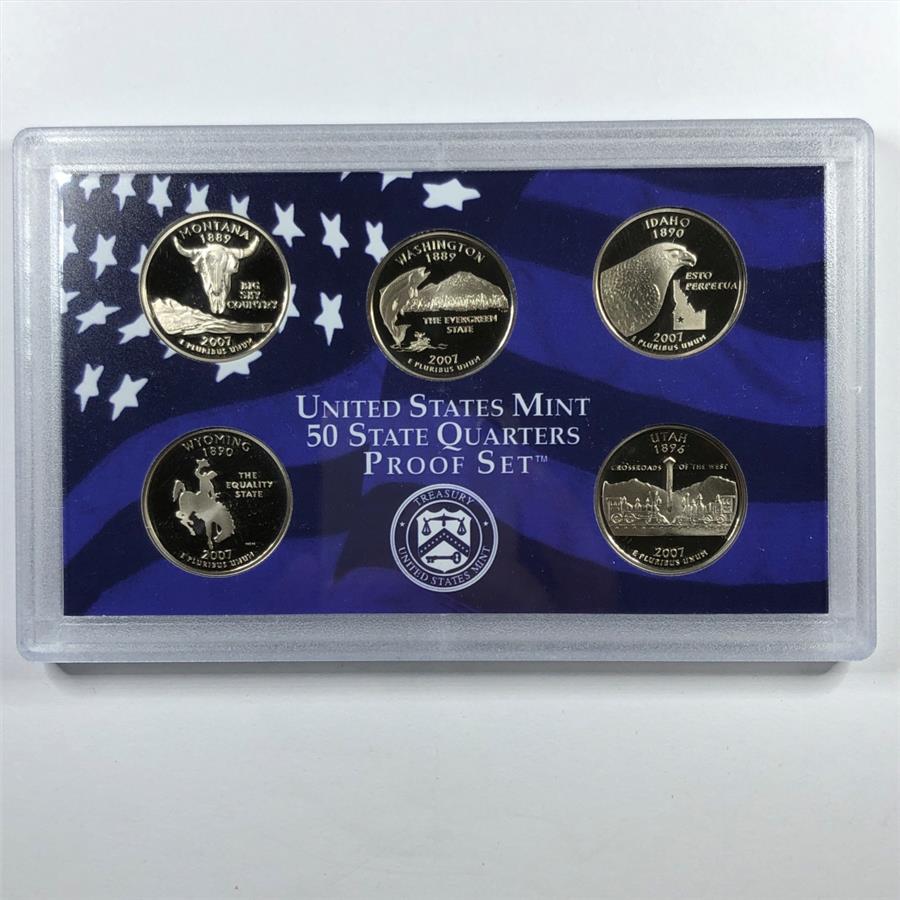 MONTANA
1889
BIG
SKY
COUNTRY
2007
E PLURIBUS UNUM
WASHINGTON
1889
THE EVERGREEN
STATE
2007
E PLURIBUS UNUM
IDAHO
1890
ESTO
PERPETUA
2007
E PLURIBUS UNUM
UNITED STATES MINT
50 STATE QUARTERS
PROOF SET™
WYOMING
1890
THE
EQUALITY
STATE
2007
E PLURIBUS UNUM
TREASURY
UNITED STATES MINT
UTAH
1896
CROSSROADS OF THE WEST
2007
E PLURIBUS UNUM